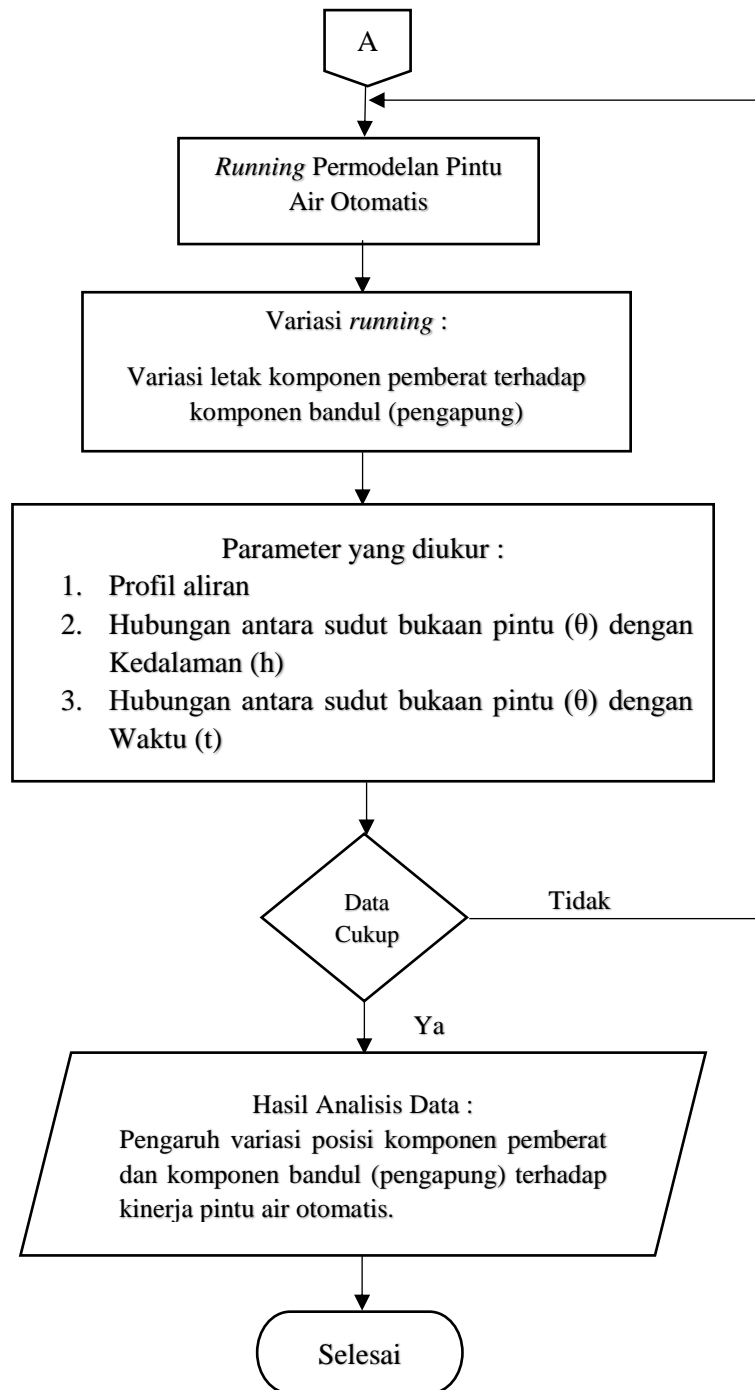 A
Running Permodelan Pintu
Air Otomatis
Variasi running :
Variasi letak komponen pemberat terhadap
komponen bandul (pengapung)
Parameter yang diukur :
1. Profil aliran
2. Hubungan antara sudut bukaan pintu (θ) dengan
Kedalaman (h)
3. Hubungan antara sudut bukaan pintu (θ) dengan
Waktu (t)
Data
Cukup
Tidak
Ya
Hasil Analisis Data :
Pengaruh variasi posisi komponen pemberat
dan komponen bandul (pengapung) terhadap
kinerja pintu air otomatis.
Selesai